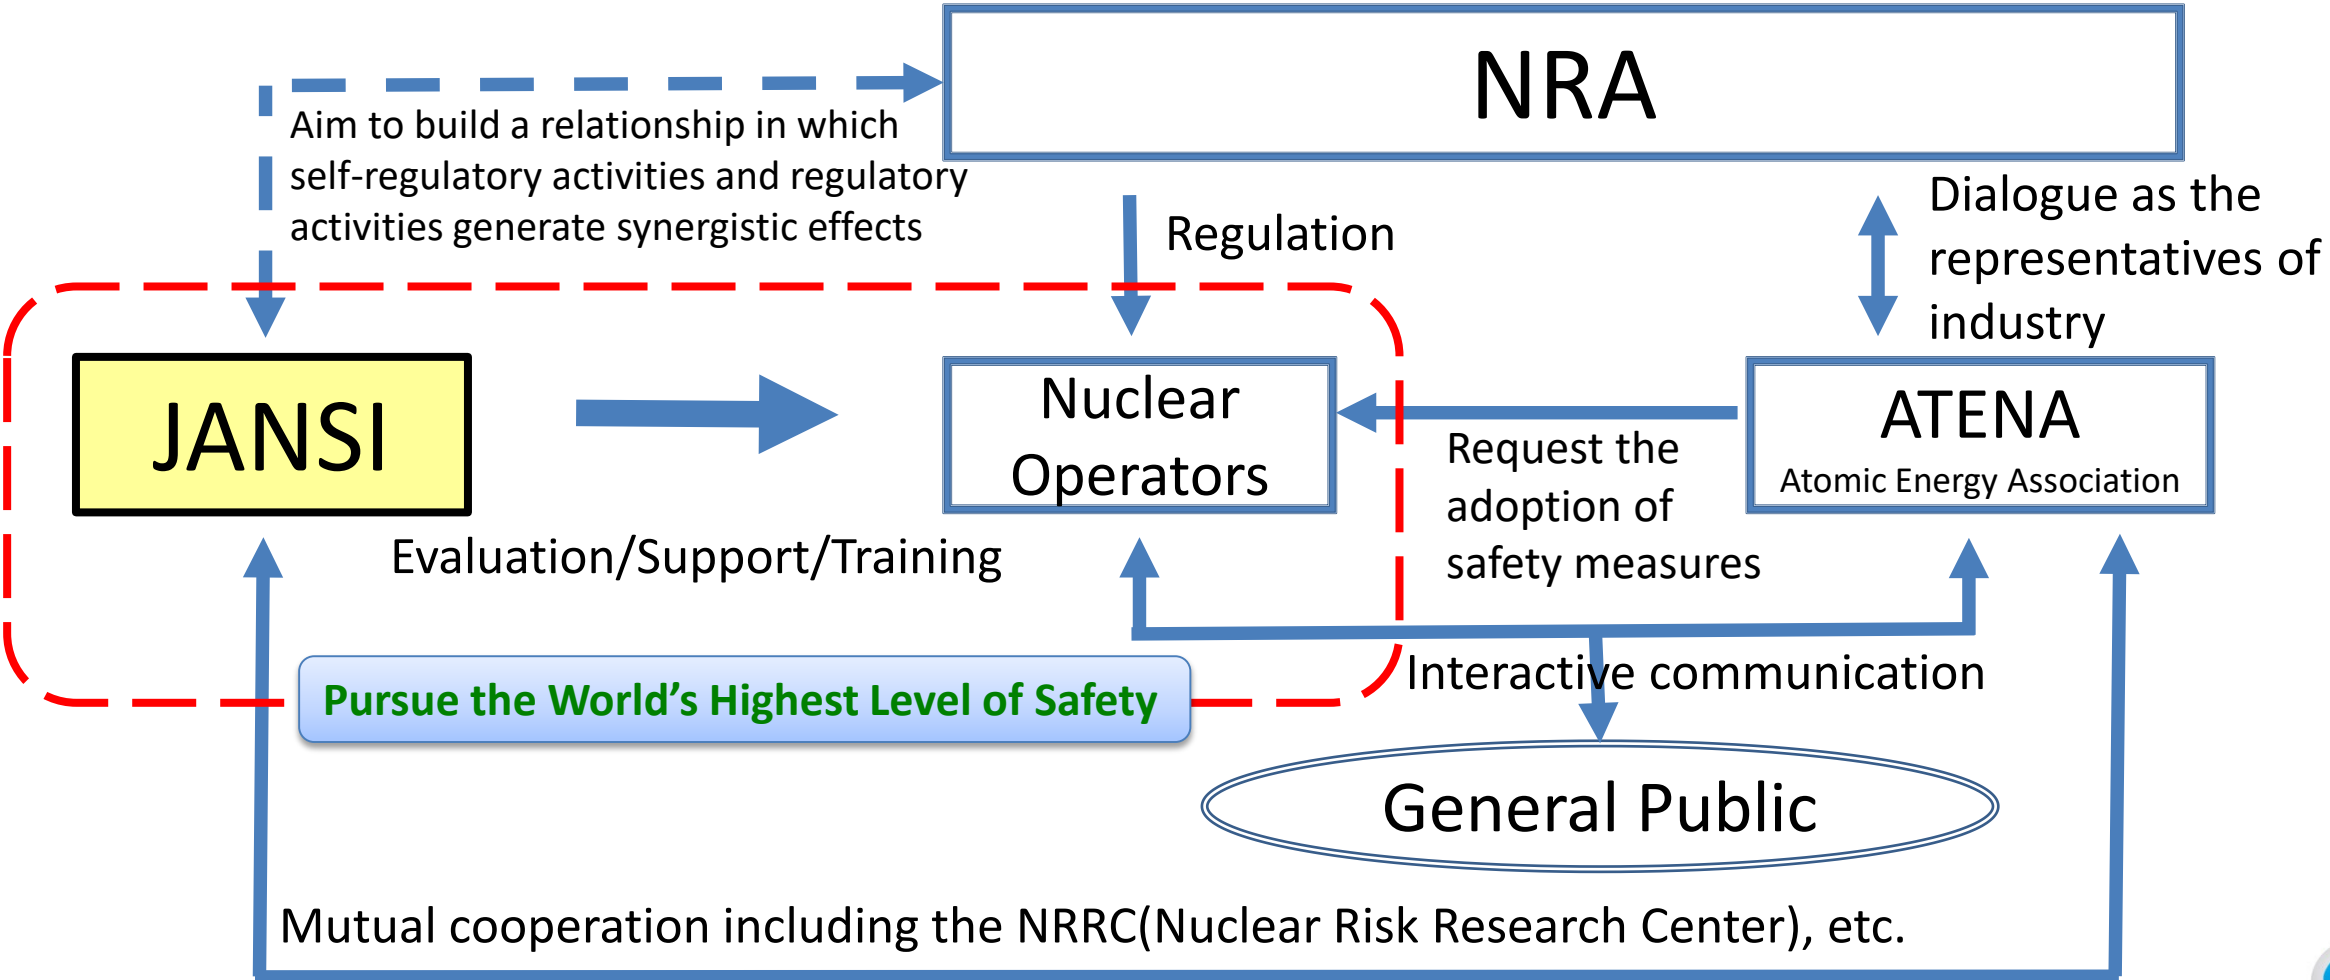 NRA
Aim to build a relationship in which
self-regulatory activities and regulatory
activities generate synergistic effects
Regulation
Dialogue as the
representatives of
industry
JANSI
Nuclear
Operators
ATENA
Atomic Energy Association
Request the
adoption of
safety measures
Evaluation/Support/Training
Interactive communication
Pursue the World’s Highest Level of Safety
General Public
Mutual cooperation including the NRRC(Nuclear Risk Research Center), etc.